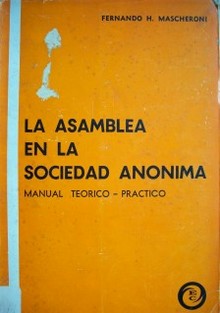 FERNANDO H. MASCHERONI
LA ASAMBLEA
EN LA
SOCIEDAD ANONIMA
MANUAL TEORICO - PRACTICO